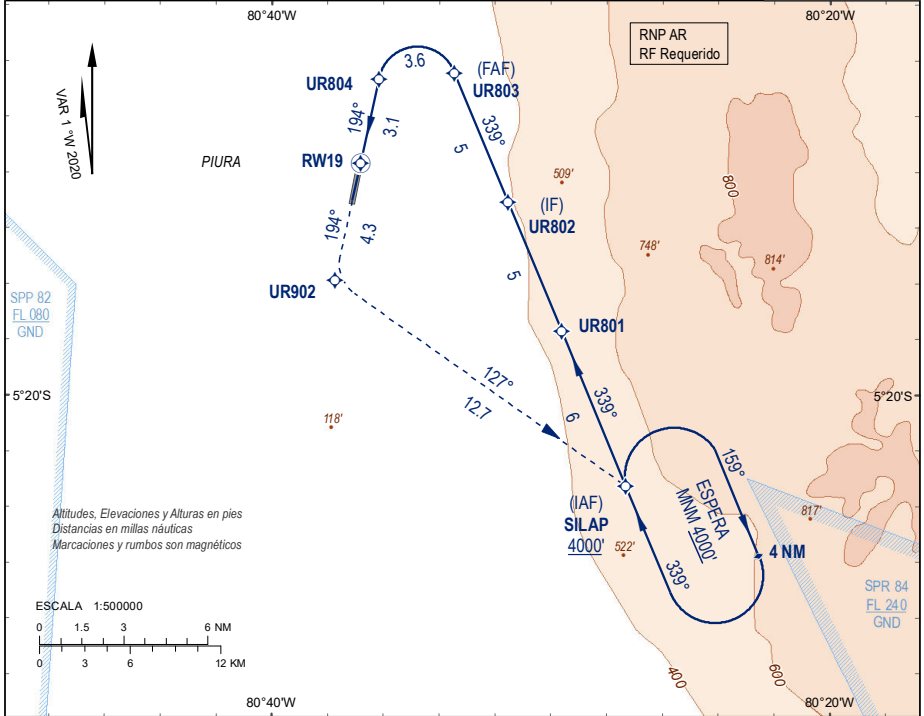 80°40'W
80°20'W
RNP AR
RF Requerido
VAR 1 °W 2020
3.6
(FAF)
UR803
UR804
194°
3.1
339°
5
PIURA
RW19
509'
800
(IF)
UR802
194°
4.3
748'
814'
UR902
5
SPP 82
FL 080
GND
UR801
127°
12.7
339°
6
5°20'S
5°20'S
118'
159°
ESPERA
MNM 4000'
(IAF)
SILAP
4000'
817'
Altitudes, Elevaciones y Alturas en pies
Distancias en millas náuticas
Marcaciones y rumbos son magnéticos
522'
339°
4 NM
SPR 84
FL 240
GND
ESCALA 1:500000
0 1.5 3 6 NM
0 3 6 12 KM
400
600
80°40'W
80°20'W